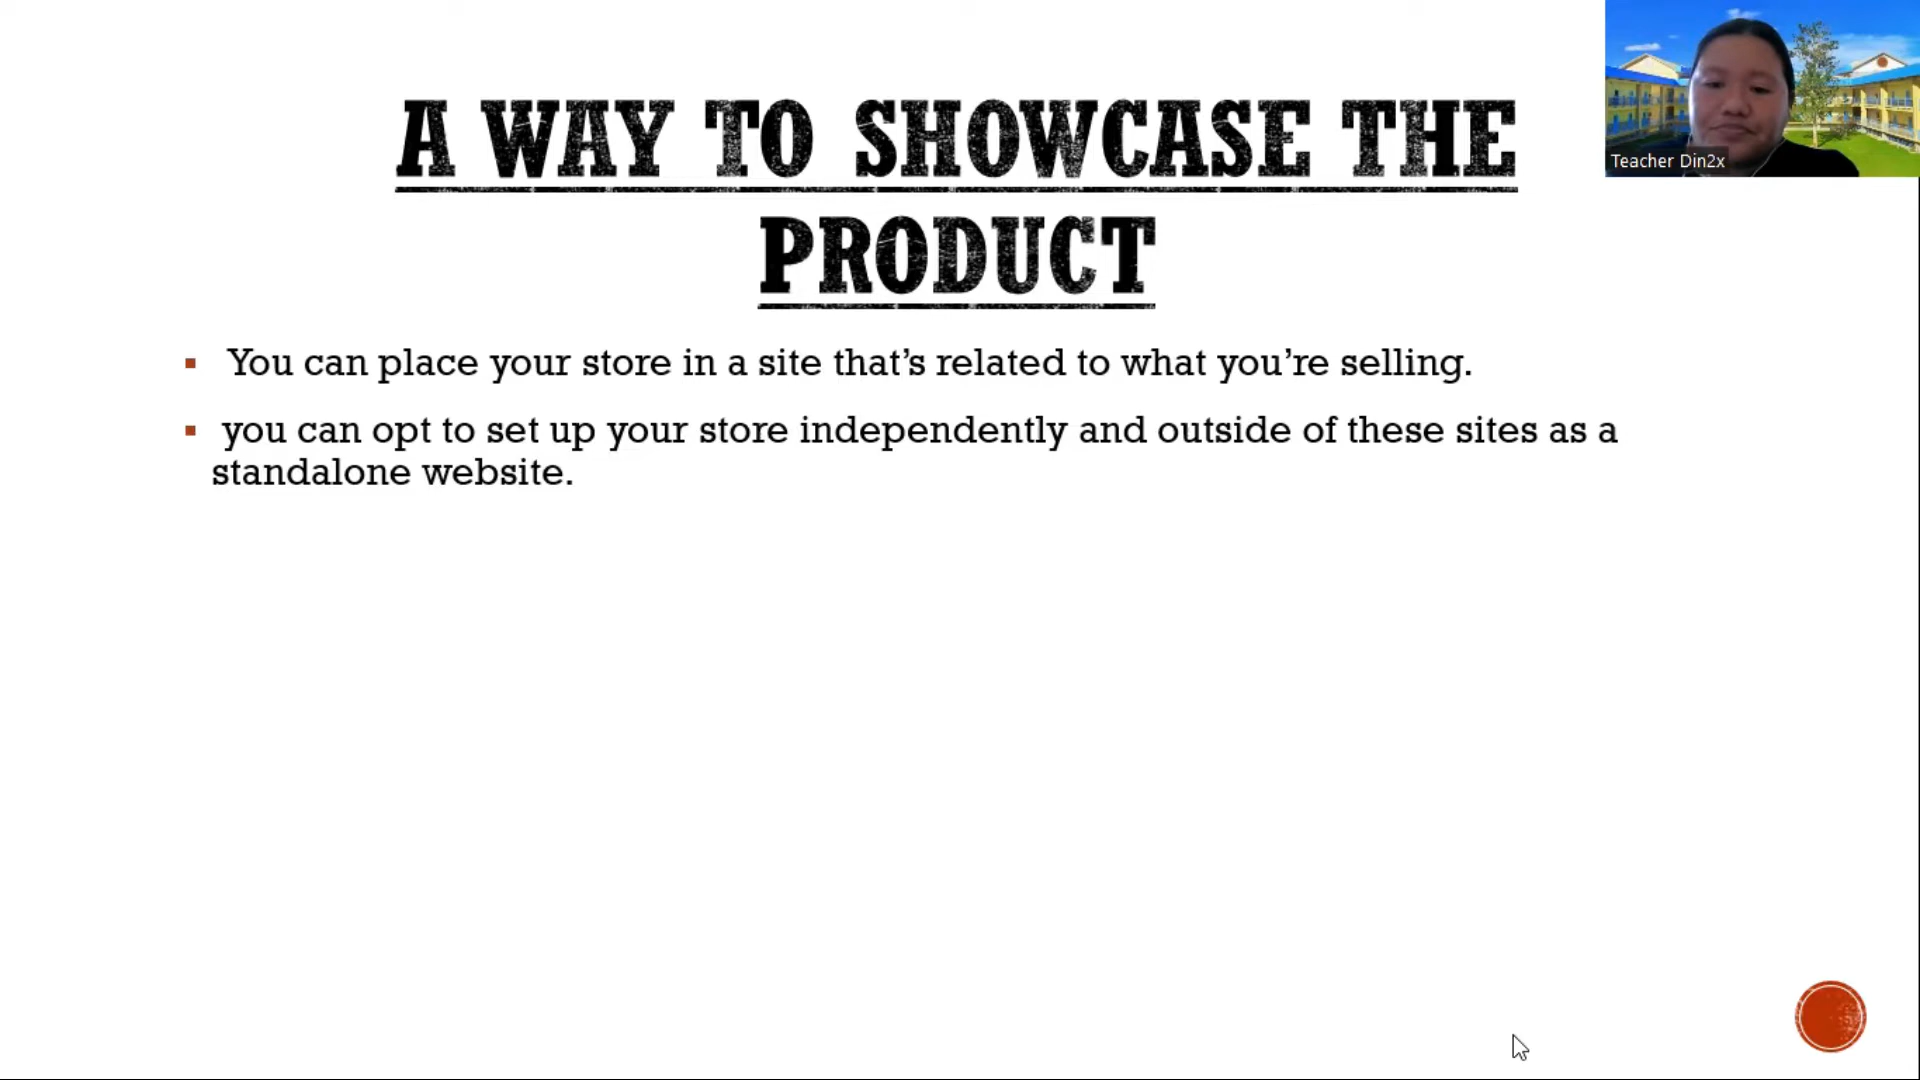 A WAY TO SHOWCASE THE
PRODUCT
Teacher Din2x
You can place your store in a site that’s related to what you’re selling.
you can opt to set up your store independently and outside of these sites as a
standalone website.